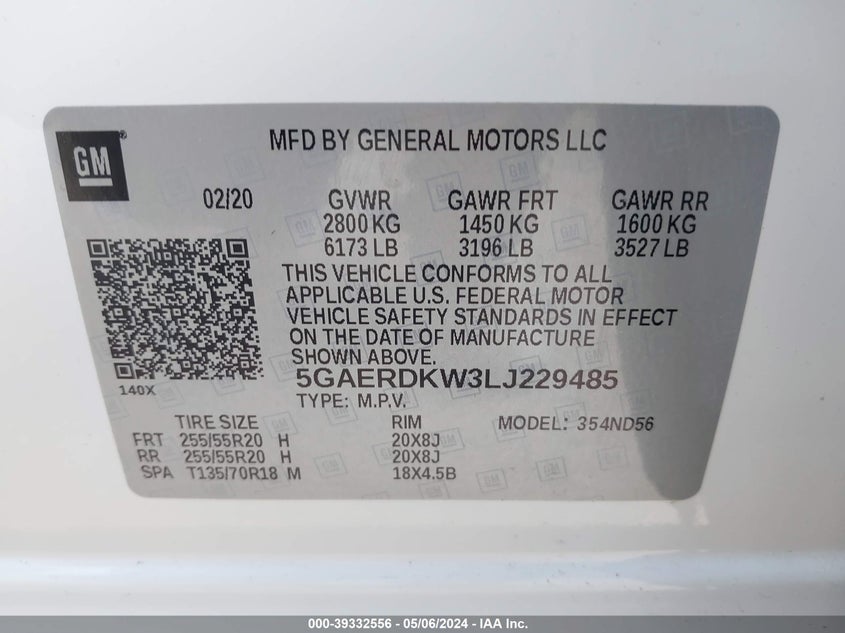 GM®
MFD BY GENERAL MOTORS LLC
02/20 GVWR GAWR FRT GAWR RR
2800 KG 1450 KG 1600 KG
6173 LB 3196 LB 3527 LB
THIS VEHICLE CONFORMS TO ALL
APPLICABLE U.S. FEDERAL MOTOR
VEHICLE SAFETY STANDARDS IN EFFECT
ON THE DATE OF MANUFACTURE
SHOWN ABOVE.
140X
5GAERDKW3LJ229485
TYPE: M.P.V.
TIRE SIZE RIM MODEL: 354ND56
FRT 255/55R20 H 20X8J
RR 255/55R20 H 20X8J
SPA T135/70R18 M 18X4.5B
000-39332556 - 05/06/2024 - IAA Inc.